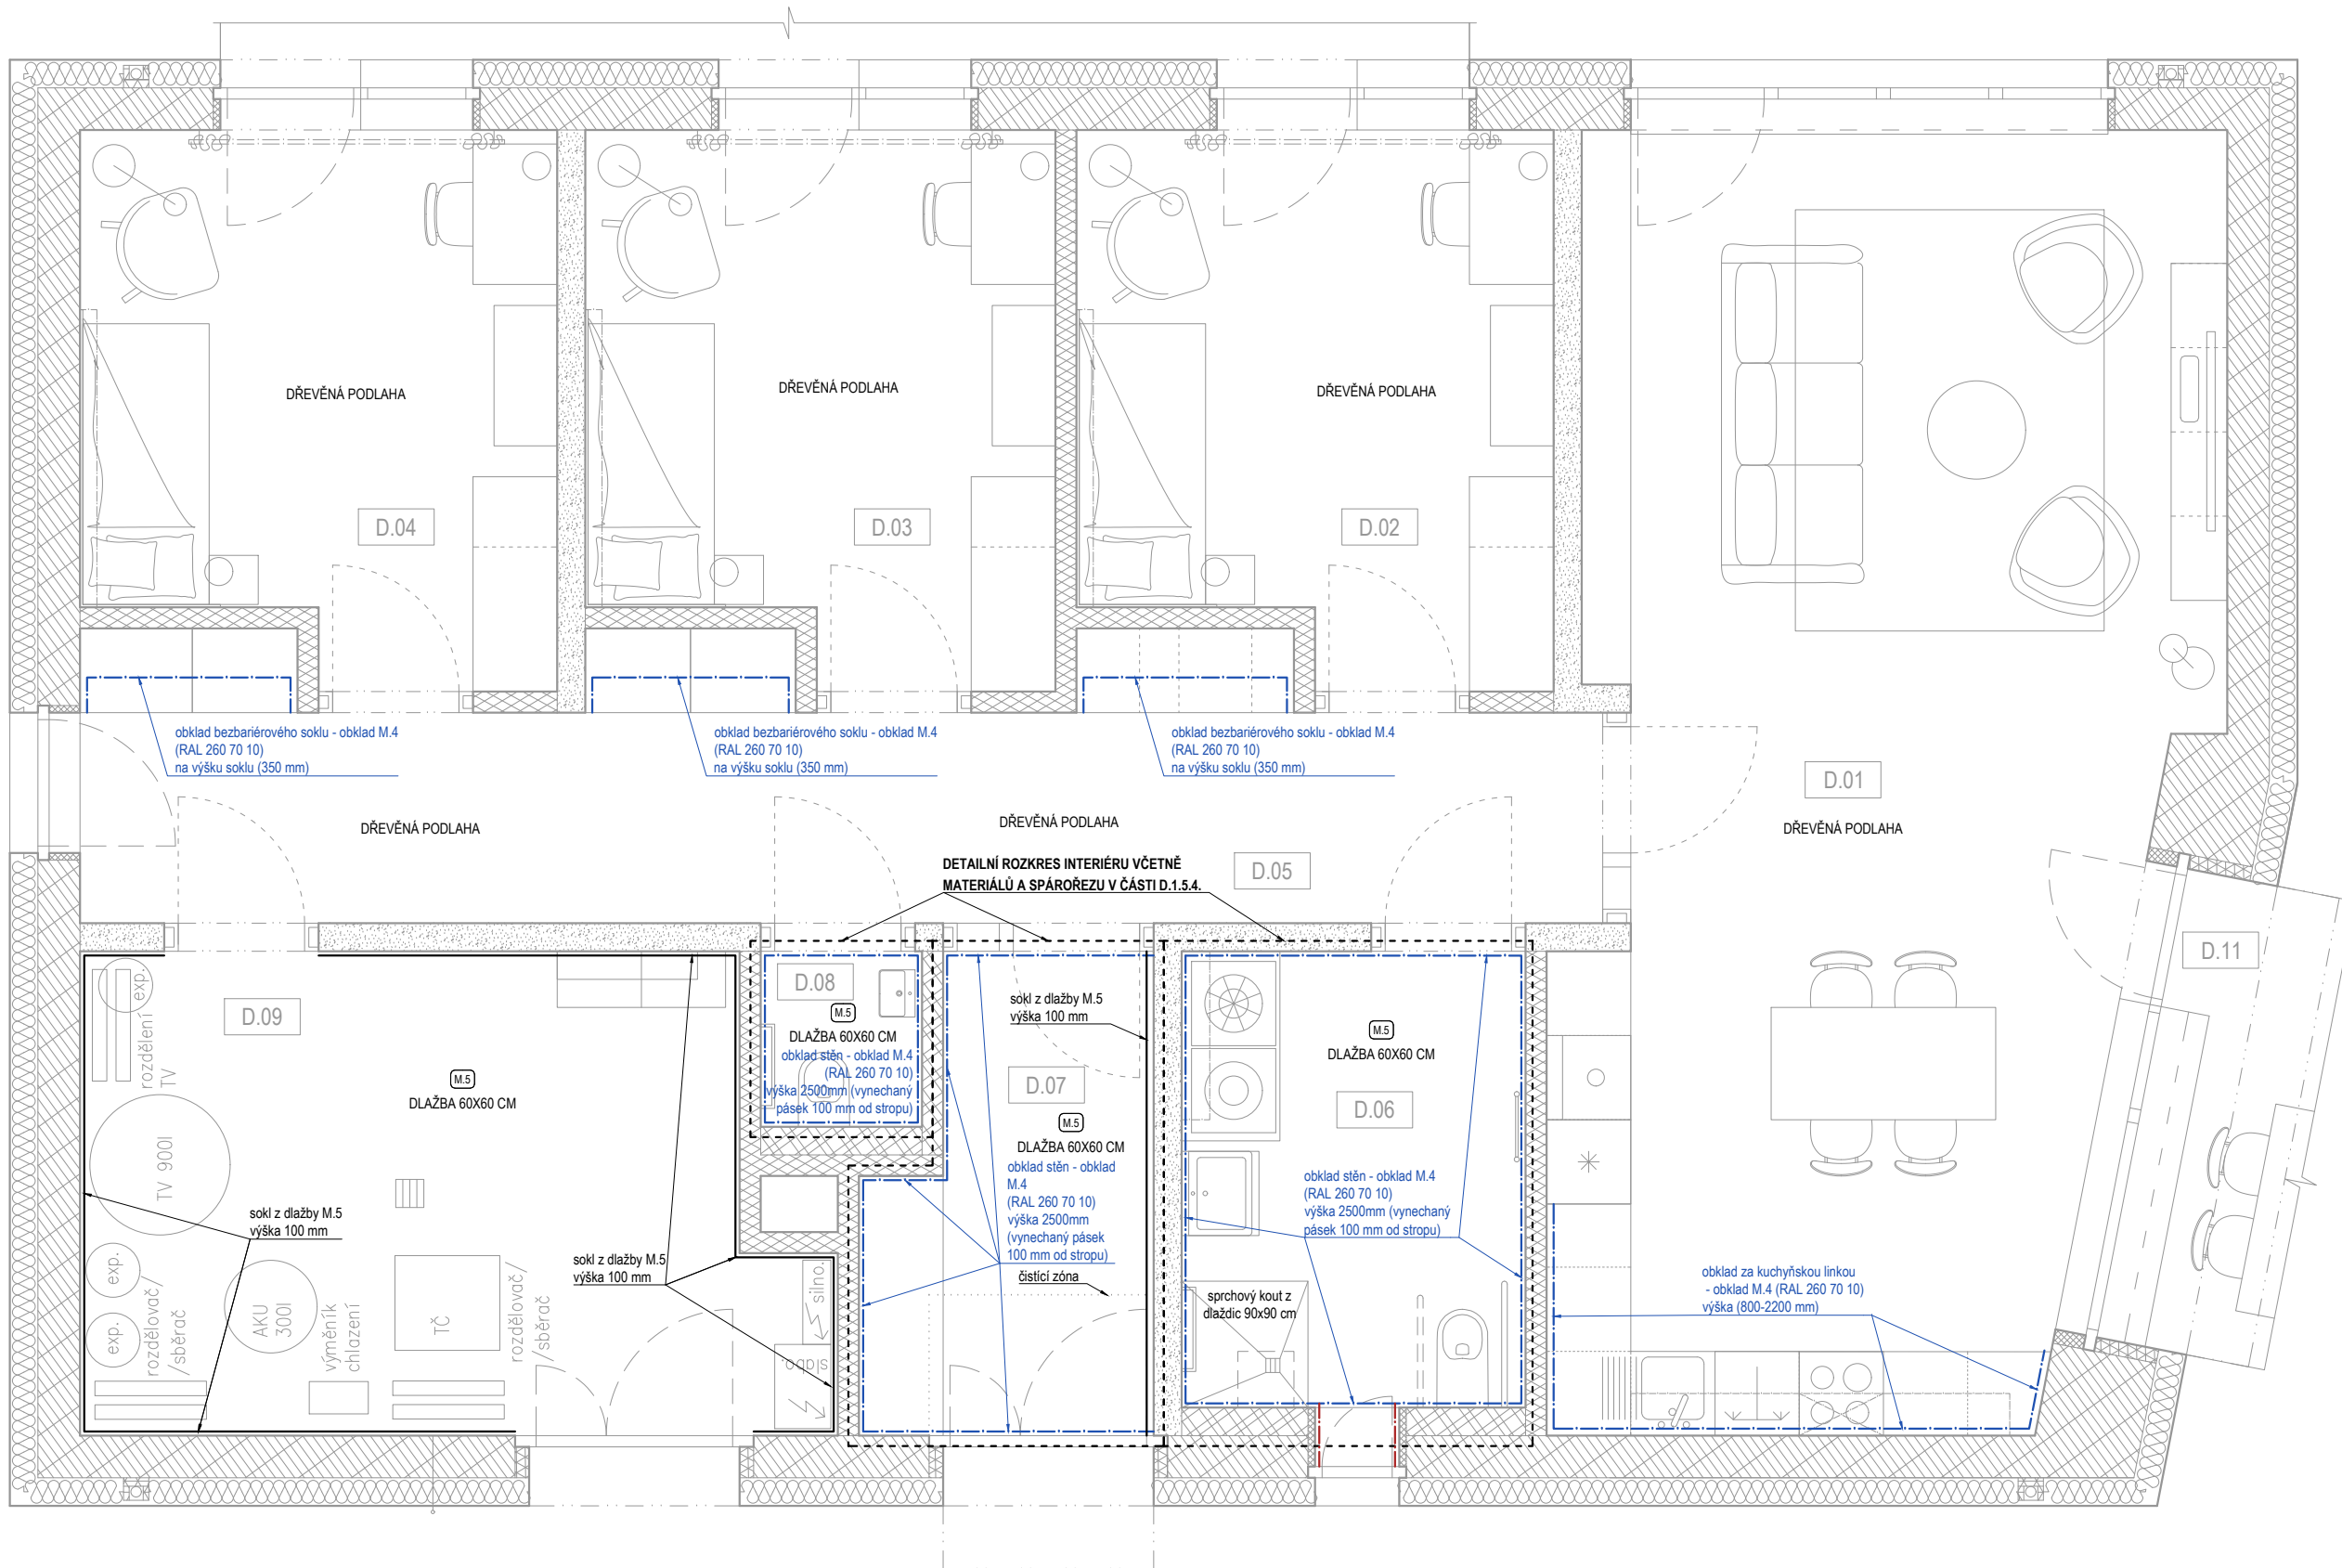 DŘEVĚNÁ PODLAHA
DŘEVĚNÁ PODLAHA
DŘEVĚNÁ PODLAHA
D.04
D.03
D.02
obklad bezbariérového soklu - obklad M.4
(RAL 260 70 10)
na výšku soklu (350 mm)
obklad bezbariérového soklu - obklad M.4
(RAL 260 70 10)
na výšku soklu (350 mm)
obklad bezbariérového soklu - obklad M.4
(RAL 260 70 10)
na výšku soklu (350 mm)
D.01
DŘEVĚNÁ PODLAHA
DŘEVĚNÁ PODLAHA
DŘEVĚNÁ PODLAHA
DETAILNÍ ROZKRES INTERIÉRU VČETNĚ
MATERIÁLŮ A SPÁROŘEZU V ČÁSTI D.1.5.4.
D.05
D.11
D.09
exp.
rozdělení
TV
M.5
DLAŽBA 60X60 CM
TV 900l
sokl z dlažby M.5
výška 100 mm
exp.
exp.
rozdělovač/
/sběrač
AKU
300l
výměník
chlazení
TČ
rozdělovač/
/sběrač
sokl z dlažby M.5
výška 100 mm
silno.
slabo.
D.08
M.5
DLAŽBA 60X60 CM
obklad stěn - obklad M.4
(RAL 260 70 10)
výška 2500mm (vynechaný
pásek 100 mm od stropu)
sokl z dlažby M.5
výška 100 mm
D.07
M.5
DLAŽBA 60X60 CM
obklad stěn - obklad
M.4
(RAL 260 70 10)
výška 2500mm
(vynechaný pásek
100 mm od stropu)
čistící zóna
M.5
DLAŽBA 60X60 CM
D.06
obklad stěn - obklad M.4
(RAL 260 70 10)
výška 2500mm (vynechaný
pásek 100 mm od stropu)
sprchový kout z
dlaždic 90x90 cm
obklad za kuchyňskou linkou
- obklad M.4 (RAL 260 70 10)
výška (800-2200 mm)